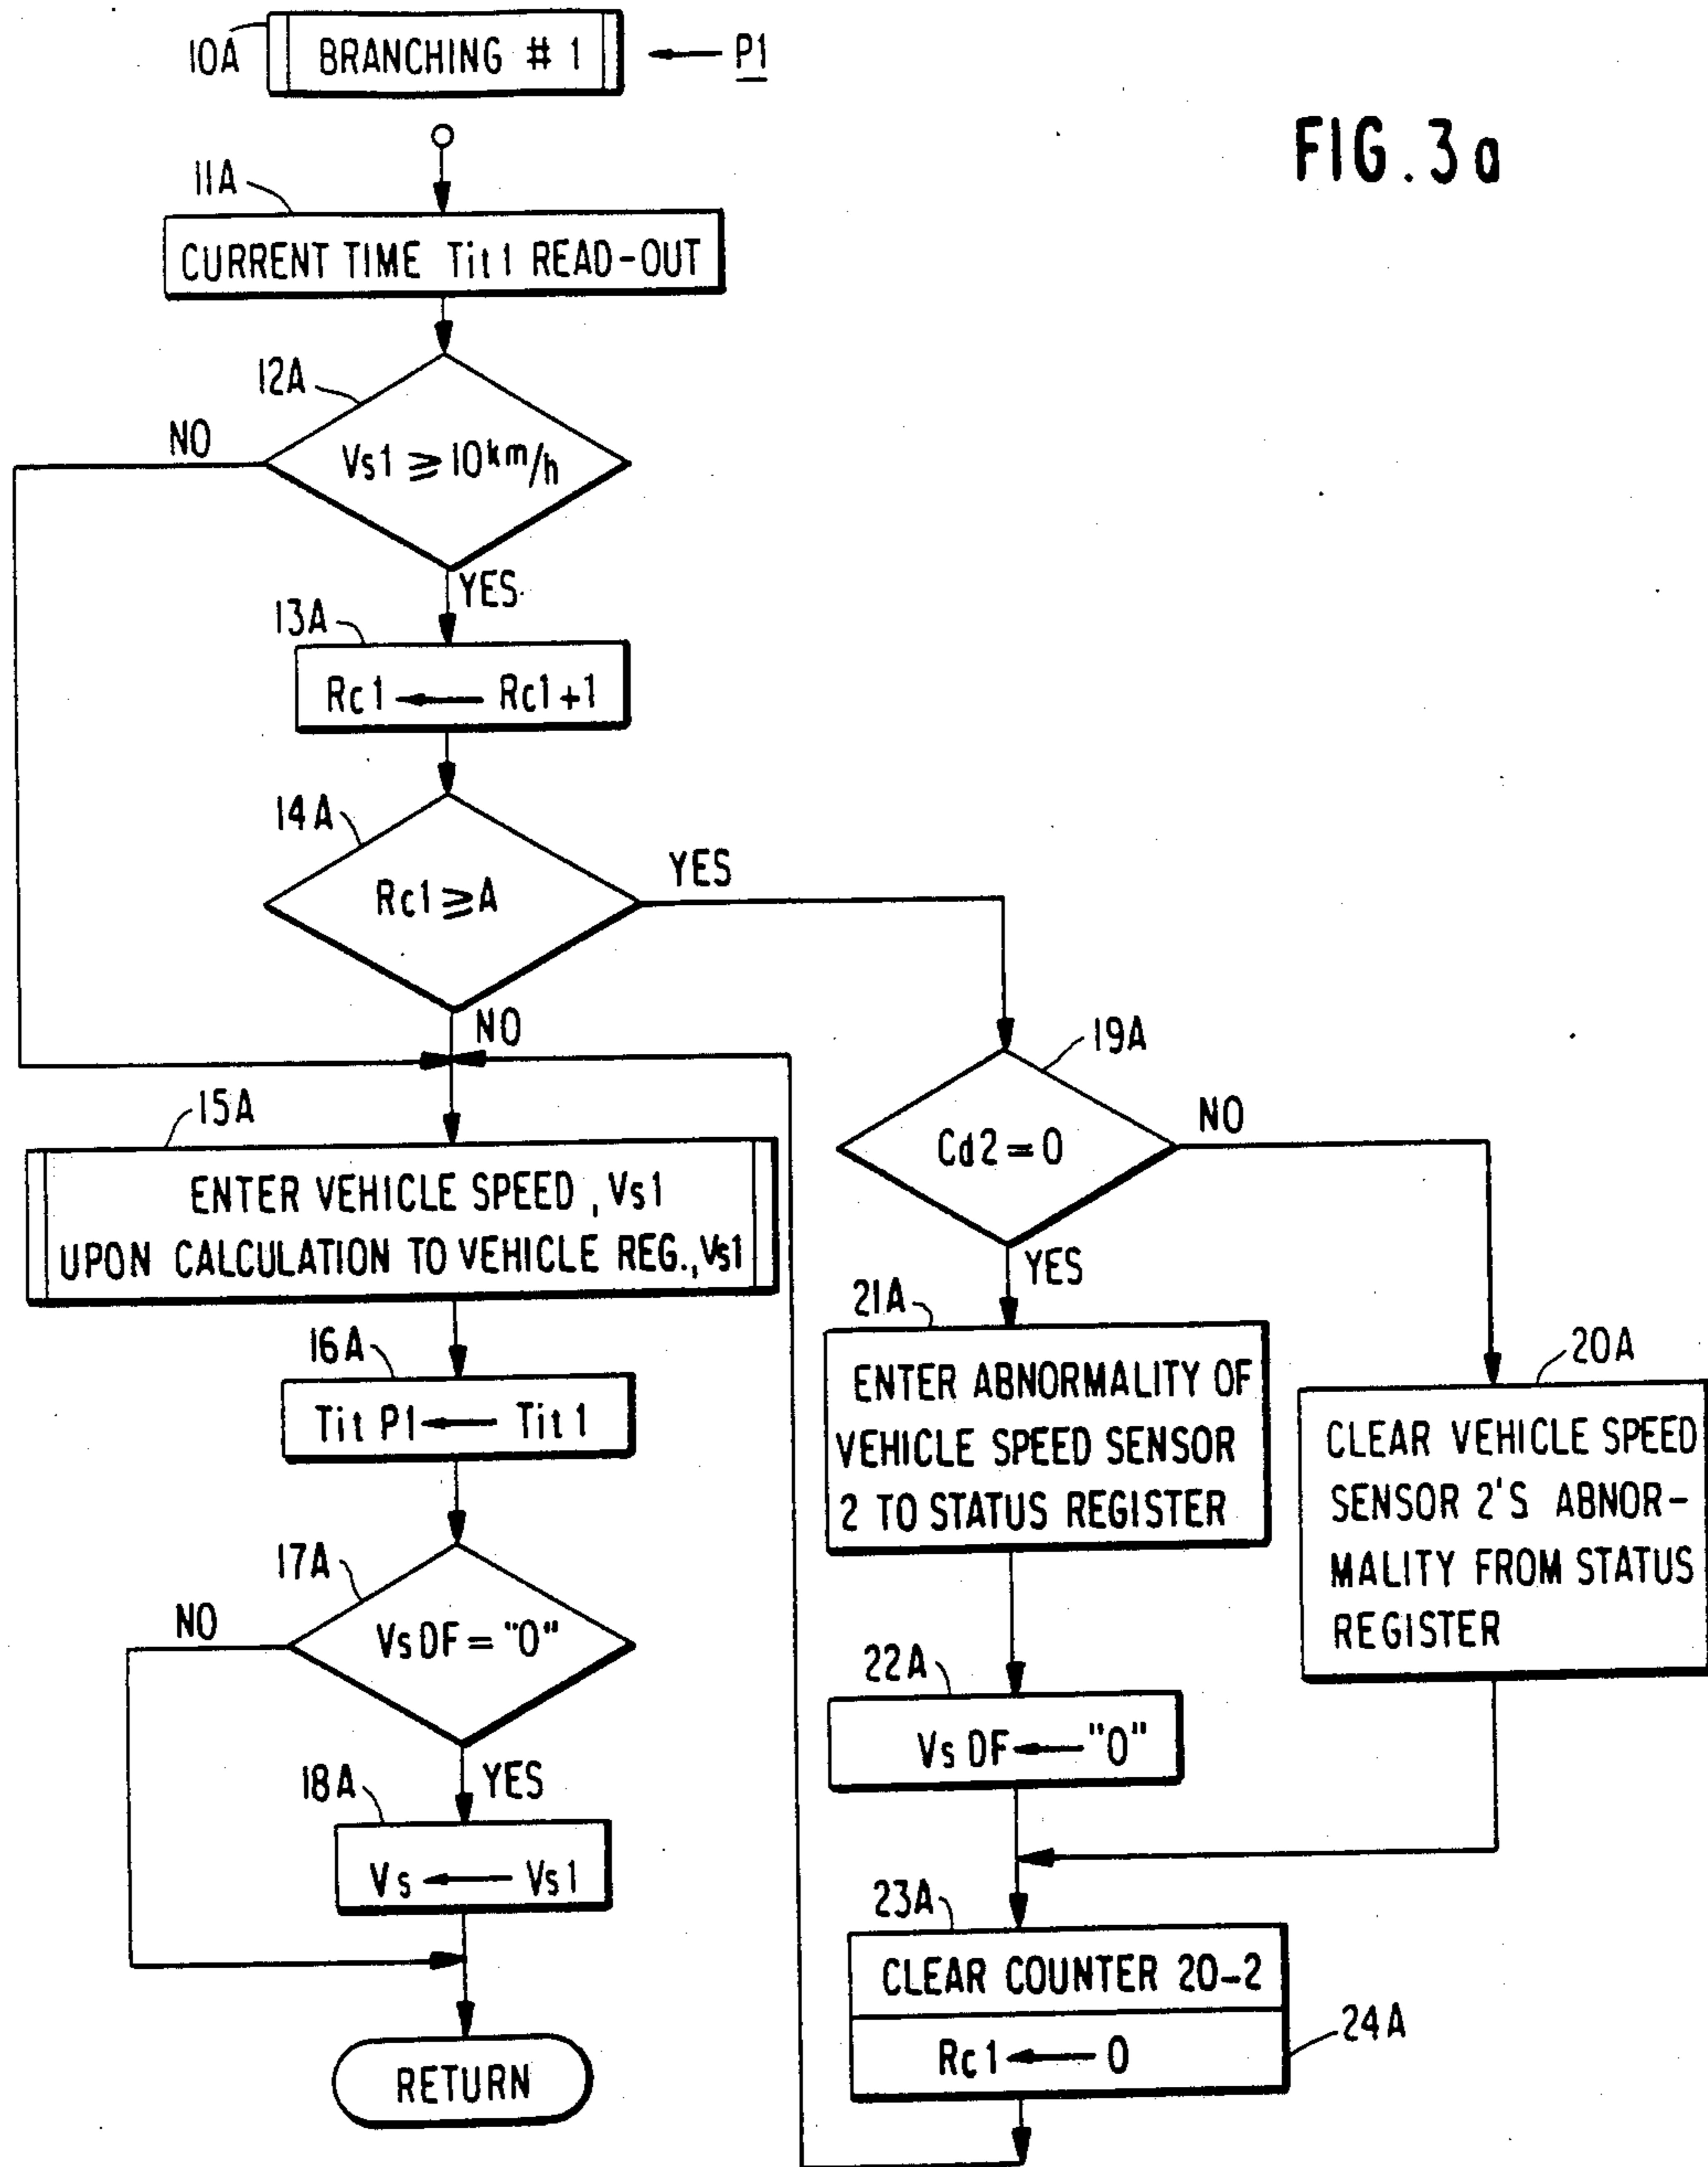 FIG. 3a
10A
BRANCHING # 1
P1
11A
CURRENT TIME Tit1 READ-OUT
12A
NO
Vs1 ≧ 10km/h
YES
13A
Rc1 ← Rc1+1
14A
Rc1 ≧ A
YES
NO
15A
ENTER VEHICLE SPEED, Vs1
UPON CALCULATION TO VEHICLE REG., Vs1
16A
Tit P1 ← Tit1
17A
NO
VsDF = "0"
YES
18A
Vs ← Vs1
RETURN
19A
NO
Cd2 = 0
YES
21A
ENTER ABNORMALITY OF
VEHICLE SPEED SENSOR
2 TO STATUS REGISTER
20A
CLEAR VEHICLE SPEED
SENSOR 2'S ABNOR-
MALITY FROM STATUS
REGISTER
22A
VsDF ← "0"
23A
CLEAR COUNTER 20-2
24A
Rc1 ← 0